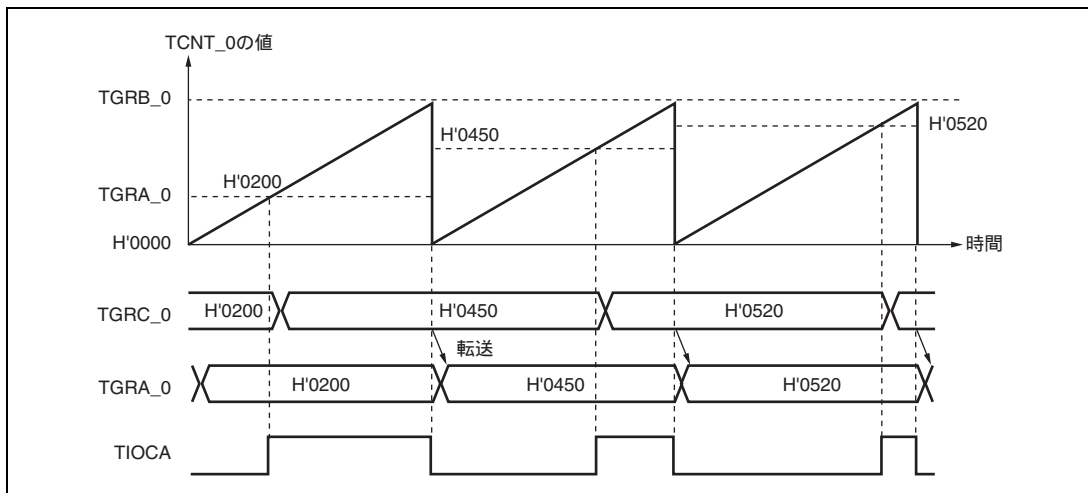 TCNT_0の値
TGRB_0
H'0450
H'0520
H'0200
TGRA_0
H'0000
時間
TGRC_0
H'0200
H'0450
H'0520
転送
TGRA_0
H'0200
H'0450
H'0520
TIOCA